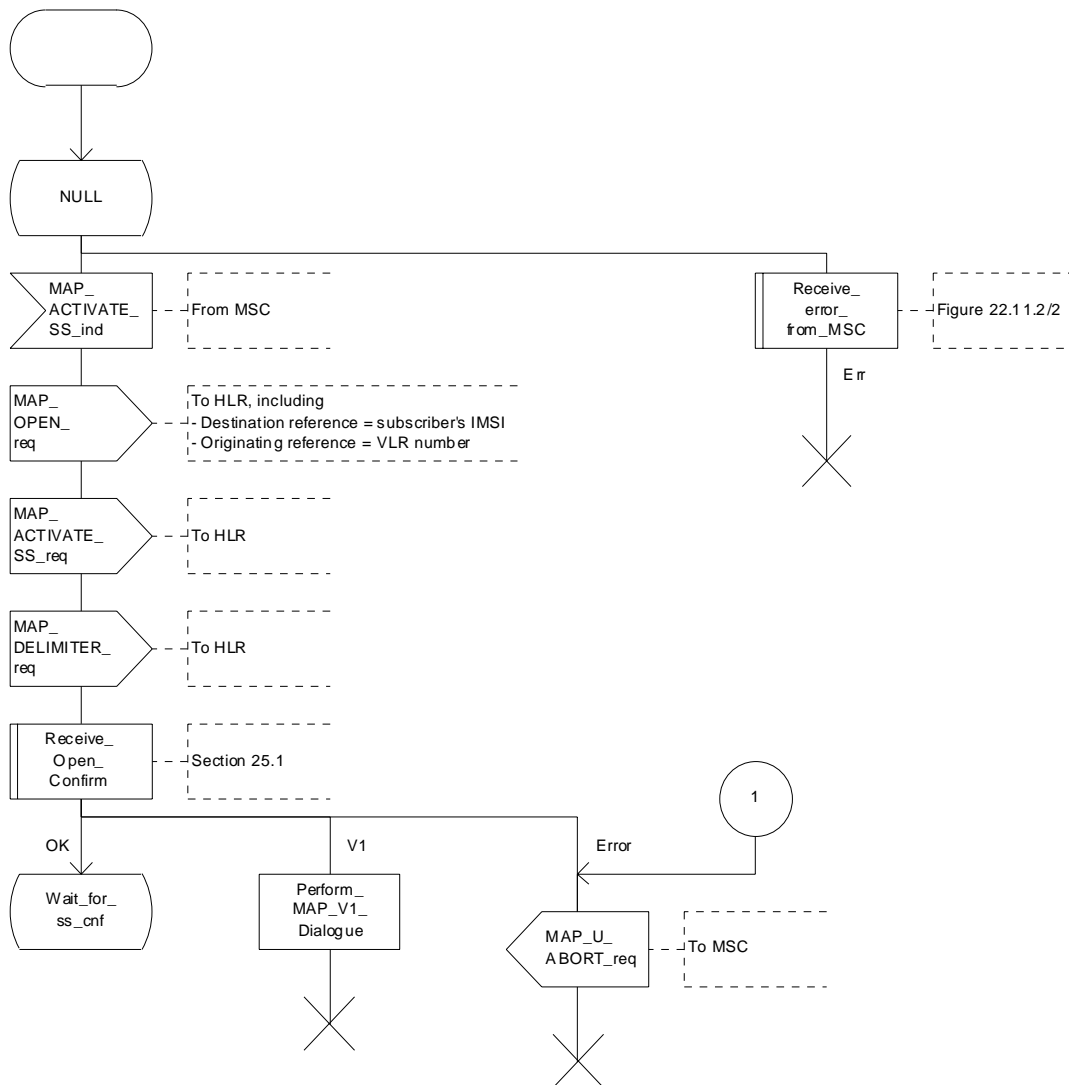 NULL
MAP_
ACTIVATE_
SS_ind
From MSC
Receive_
error_
from_MSC
Figure 22.11.2/2
Err
MAP_
OPEN_
req
To HLR, including
- Destination reference = subscriber's IMSI
- Originating reference = VLR number
MAP_
ACTIVATE_
SS_req
To HLR
MAP_
DELIMITER_
req
To HLR
Receive_
Open_
Confirm
Section 25.1
1
OK
V1
Error
Wait_for_
ss_cnf
Perform_
MAP_V1_
Dialogue
MAP_U_
ABORT_req
To MSC